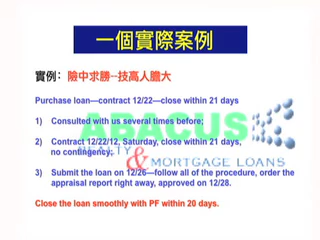 一個實際案例
實例： 險中求勝--技高人膽大
Purchase loan—contract 12/22—close within 21 days
1) Consulted with us several times before;
ABACUS
2) Contract 12/22/12, Saturday, close within 21 days,
no contingency;
REALTY & MORTGAGE LOANS
3) Submit the loan on 12/26—follow all of the procedure, order the
appraisal report right away, approved on 12/28.
Close the loan smoothly with PF within 20 days.